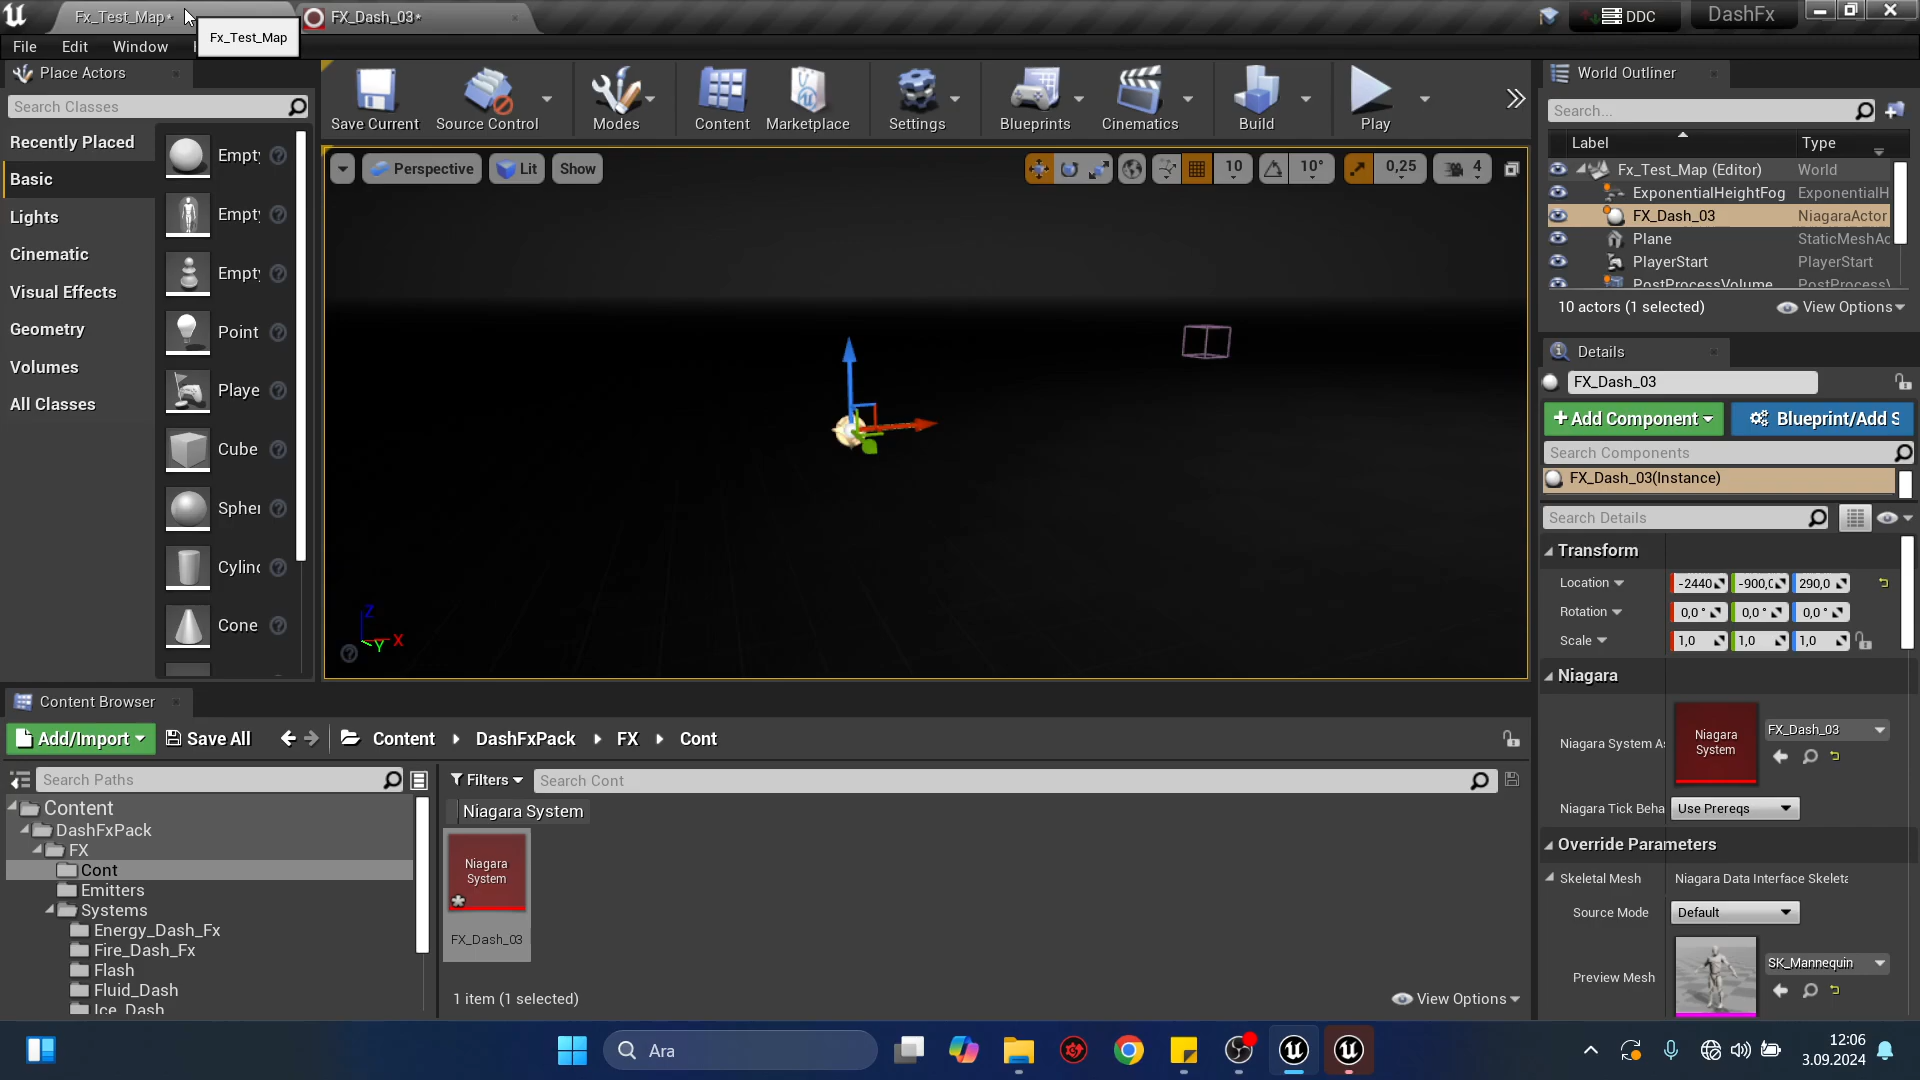 Fx_Test_Map*
FX_Dash_03*
DDC
DashFx
Fx_Test_Map
File
Edit
Window
Place Actors
Search Classes
Recently Placed
Basic
Lights
Cinematic
Visual Effects
Geometry
Volumes
All Classes
Empty
Empty
Empty
Point
Playe
Cube
Spher
Cylind
Cone
Save Current
Source Control
Modes
Content
Marketplace
Settings
Blueprints
Cinematics
Build
Play
Perspective
Lit
Show
10
10°
0,25
4
Z
X
Y
World Outliner
Search...
Label
Type
Fx_Test_Map (Editor)
World
ExponentialHeightFog
ExponentialH
FX_Dash_03
NiagaraActor
Plane
StaticMeshAc
PlayerStart
PlayerStart
PostProcessVolume
PostProcessV
10 actors (1 selected)
View Options
Details
FX_Dash_03
+Add Component
Blueprint/Add S
Search Components
FX_Dash_03(Instance)
Search Details
Transform
Location
-2440
-900,0
290,0
Rotation
0,0 °
0,0 °
0,0 °
Scale
1,0
1,0
1,0
Niagara
Niagara System As
Niagara
System
FX_Dash_03
Niagara Tick Beha
Use Prereqs
Override Parameters
Skeletal Mesh
Niagara Data Interface Skeleta
Source Mode
Default
Preview Mesh
SK_Mannequin
Content Browser
Add/Import
Save All
Content
DashFxPack
FX
Cont
Search Paths
Filters
Search Cont
Content
DashFxPack
FX
Cont
Emitters
Systems
Energy_Dash_Fx
Fire_Dash_Fx
Flash
Fluid_Dash
Ice_Dash
Niagara System
Niagara
System
FX_Dash_03
1 item (1 selected)
View Options
Ara
12:06
3.09.2024